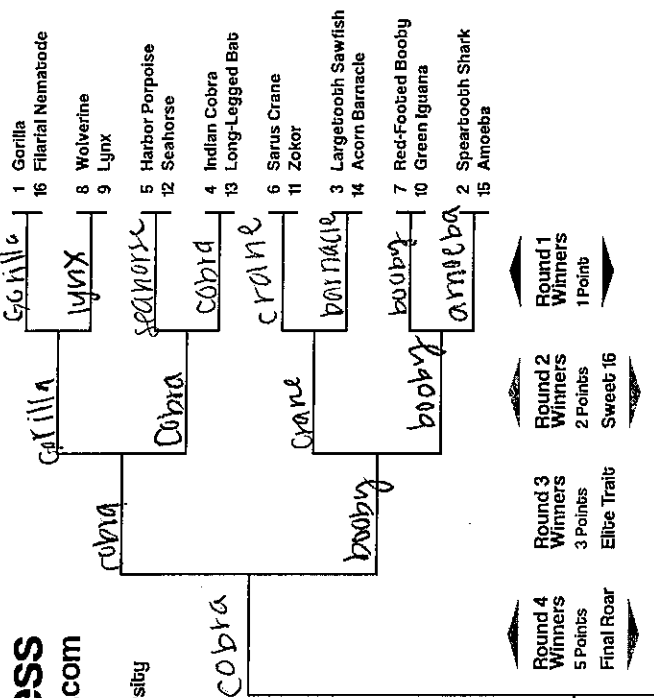 ess
com
sity
1 Gorilla
16 Filarial Nematode
8 Wolverine
9 Lynx
5 Harbor Porpoise
12 Seahorse
4 Indian Cobra
13 Long-Legged Bat
6 Sarus Crane
11 Zokor
3 Largetooth Sawfish
14 Acorn Barnacle
7 Red-Footed Booby
10 Green Iguana
2 Speartooth Shark
15 Amoeba
Gorilla
lynx
seahorse
cobra
crane
barnacle
booby
amoeba
Gorilla
Cobra
crane
booby
cobra
booby
cobra
Round 4
Winners
5 Points
Final Roar
Round 3
Winners
3 Points
Elite Trait
Round 2
Winners
2 Points
Sweet 16
Round 1
Winners
1 Point